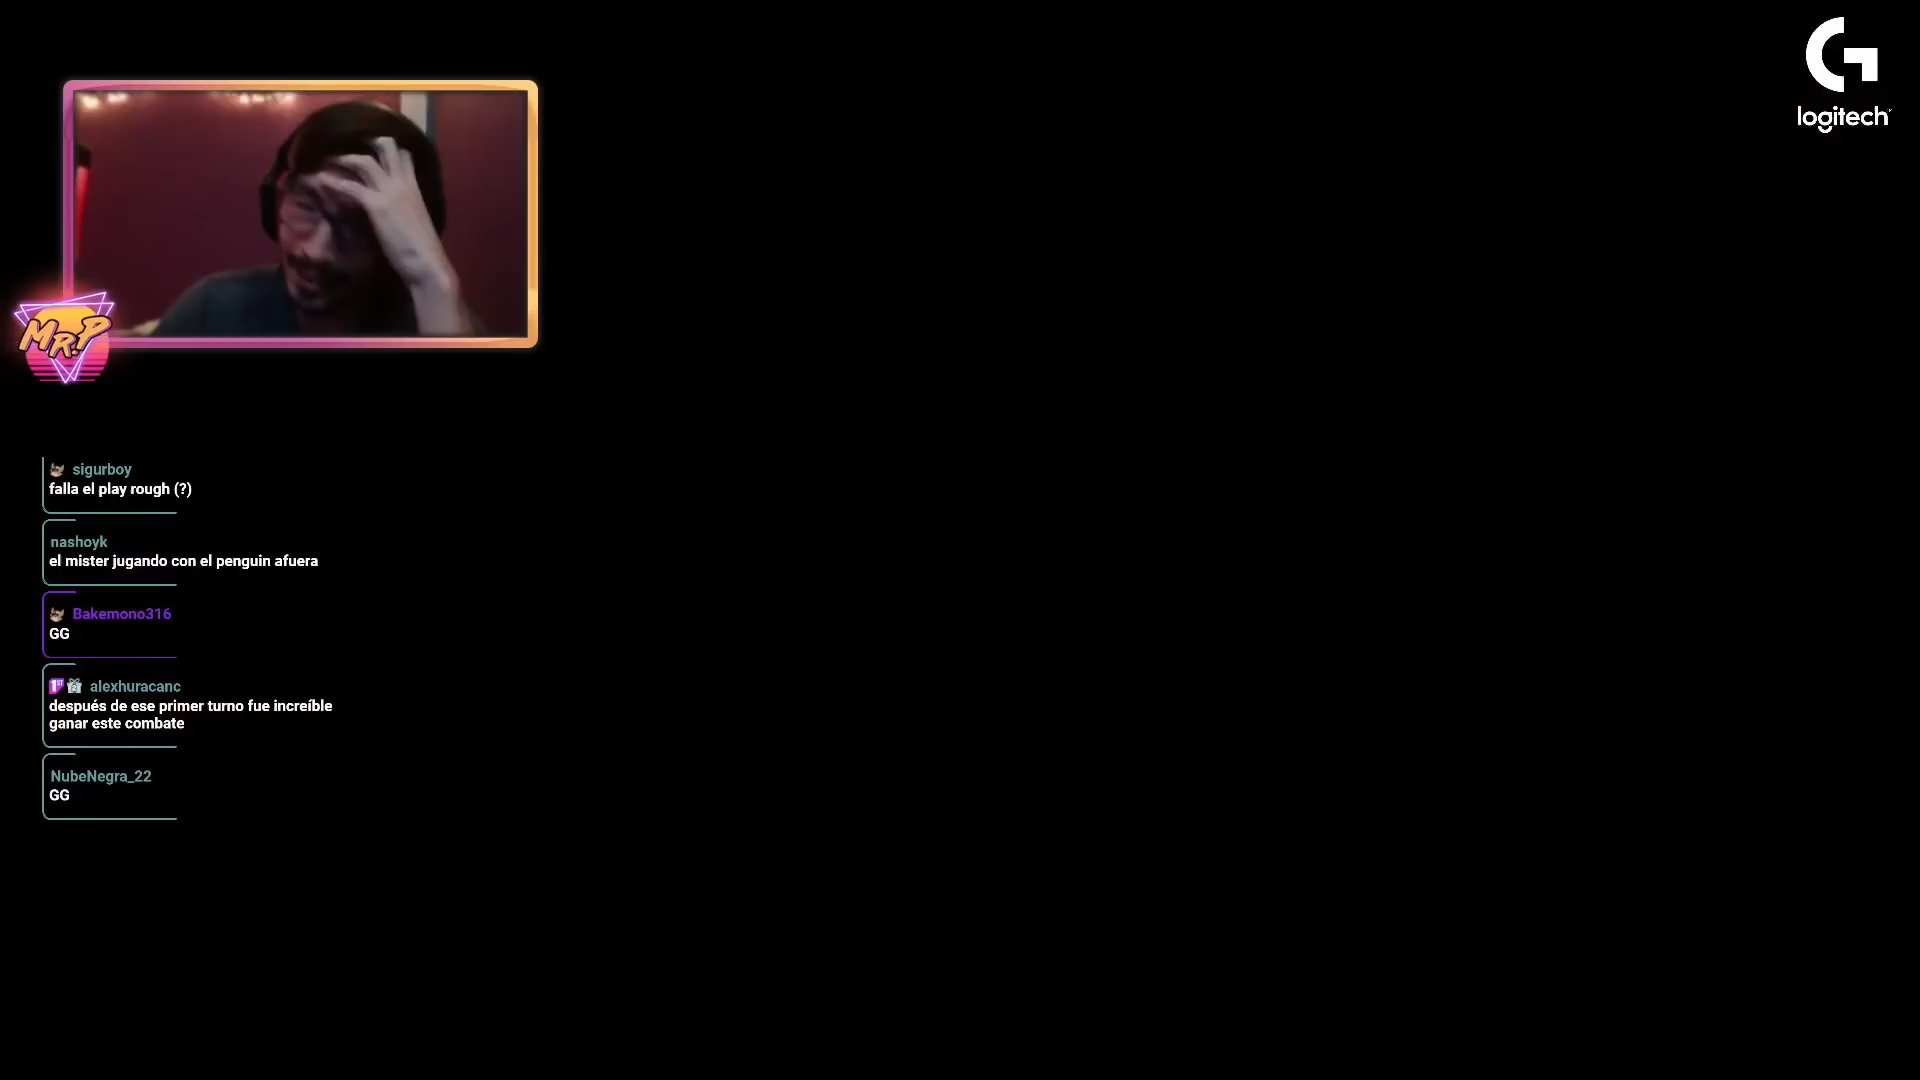 logitech
MR.P
sigurboy
falla el play rough (?)
nashoyk
el mister jugando con el penguin afuera
Bakemono316
GG
alexhuracanc
después de ese primer turno fue increíble
ganar este combate
NubeNegra_22
GG